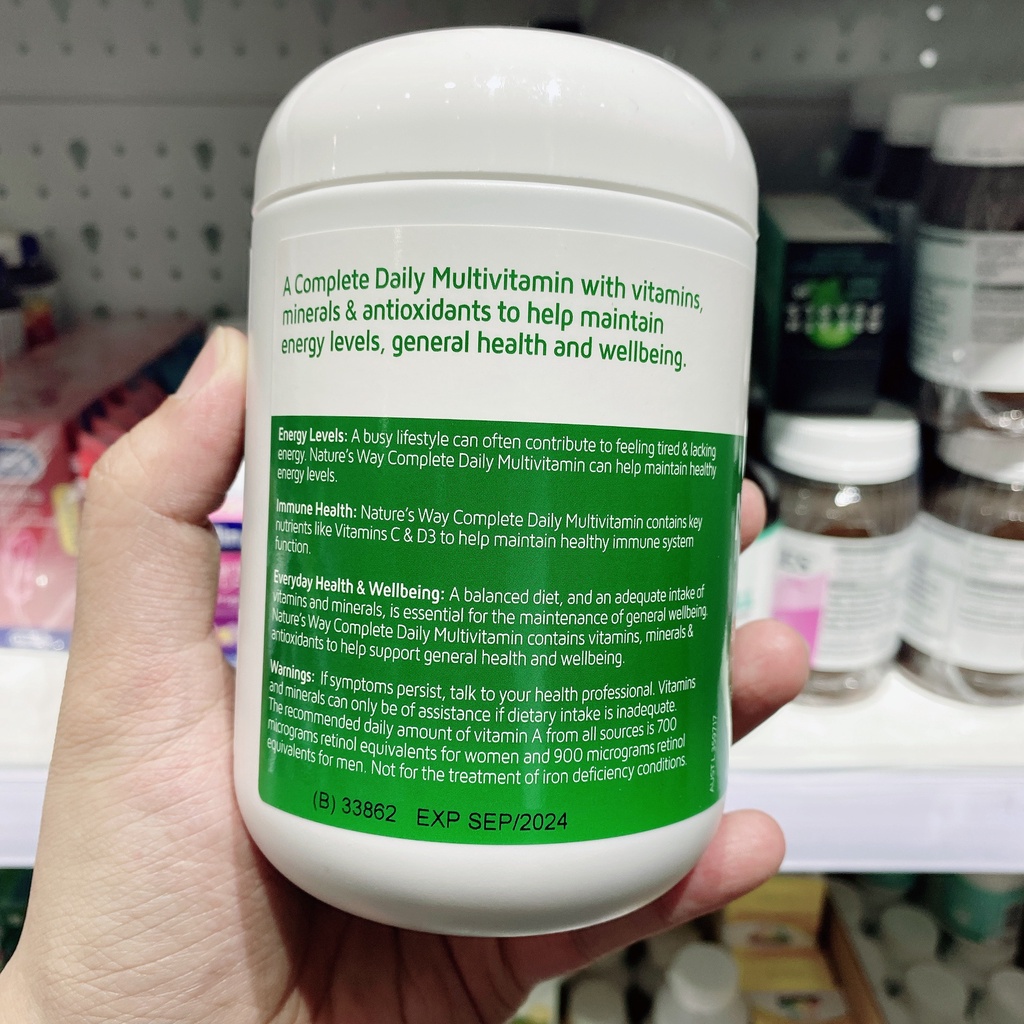 A Complete Daily Multivitamin with vitamins,
minerals & antioxidants to help maintain
energy levels, general health and wellbeing.
Energy Levels: A busy lifestyle can often contribute to feeling tired & lacking
energy. Nature's Way Complete Daily Multivitamin can help maintain healthy
energy levels.
Immune Health: Nature's Way Complete Daily Multivitamin contains key
nutrients like Vitamins C & D3 to help maintain healthy immune system
function.
Everyday Health & Wellbeing: A balanced diet, and an adequate intake of
vitamins and minerals, is essential for the maintenance of general wellbeing.
Nature's Way Complete Daily Multivitamin contains vitamins, minerals &
antioxidants to help support general health and wellbeing.
Warnings: If symptoms persist, talk to your health professional. Vitamins
and minerals can only be of assistance if dietary intake is inadequate.
The recommended daily amount of vitamin A from all sources is 700
micrograms retinol equivalents for women and 900 micrograms retinol
equivalents for men. Not for the treatment of iron deficiency conditions.
(B) 33862 EXP SEP/2024